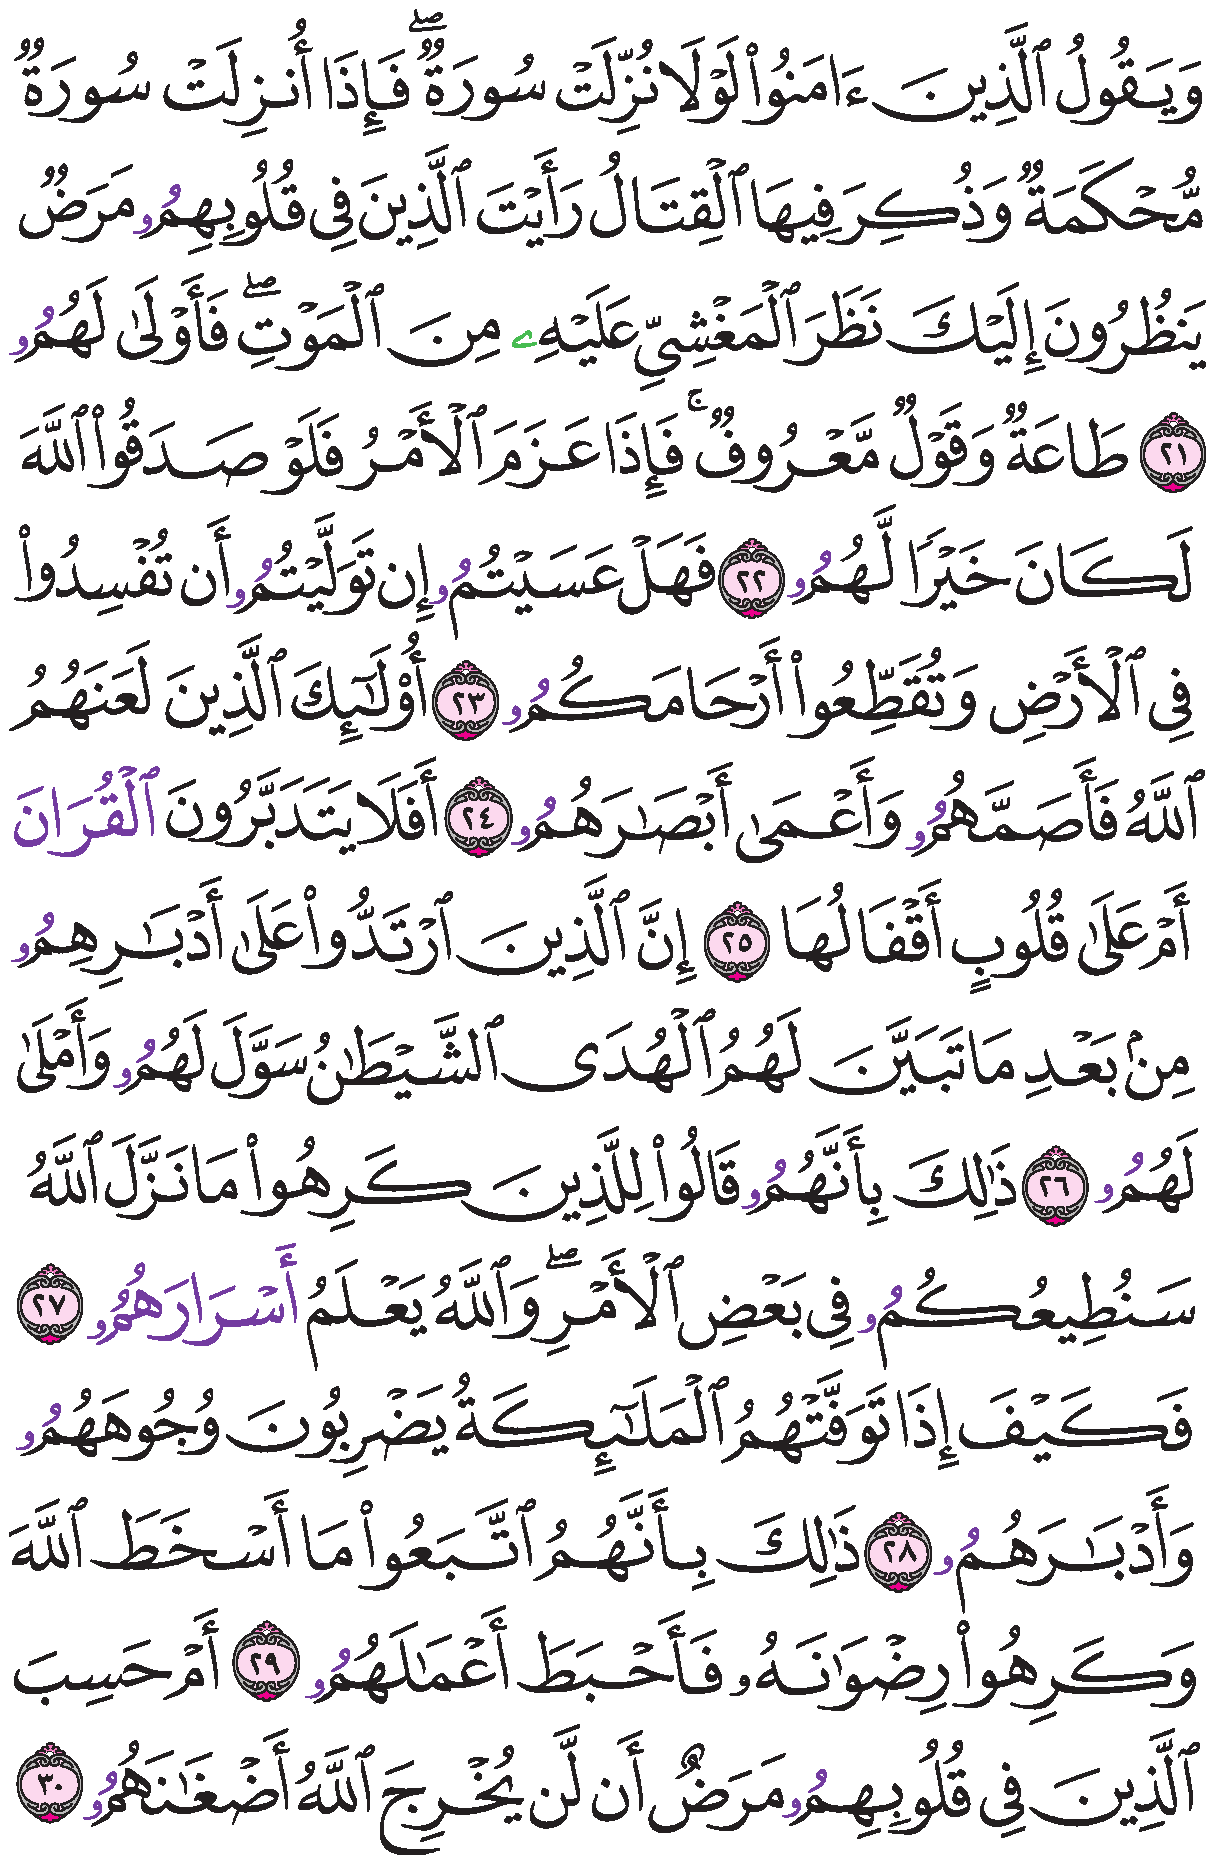 وَيَقُولُ ٱلَّذِينَ ءَامَنُواْ لَوۡلَا نُزِّلَتۡ سُورَةٞۖ فَإِذَا أُنزِلَتۡ سُورَةٞ
مُّحۡكَمَةٞ وَذُكِرَ فِيهَا ٱلۡقِتَالُ رَأَيۡتَ ٱلَّذِينَ فِي قُلُوبِهِمُۥ مَرَضٞ
يَنظُرُونَ إِلَيۡكَ نَظَرَ ٱلۡمَغۡشِيِّ عَلَيۡهِۦ مِنَ ٱلۡمَوۡتِۖ فَأَوۡلَىٰ لَهُمُۥ
٢١ طَاعَةٞ وَقَوۡلٞ مَّعۡرُوفٞۚ فَإِذَا عَزَمَ ٱلۡأَمۡرُ فَلَوۡ صَدَقُواْ ٱللَّهَ
لَكَانَ خَيۡرٗا لَّهُمُۥ ٢٢ فَهَلۡ عَسَيۡتُمُۥ إِن تَوَلَّيۡتُمُۥ أَن تُفۡسِدُواْ
فِي ٱلۡأَرۡضِ وَتُقَطِّعُواْ أَرۡحَامَكُمُۥ ٢٣ أُوْلَٰٓئِكَ ٱلَّذِينَ لَعَنَهُمُ
ٱللَّهُ فَأَصَمَّهُمُۥ وَأَعۡمَىٰ أَبۡصَٰرَهُمُۥ ٢٤ أَفَلَا يَتَدَبَّرُونَ ٱلۡقُرَانَ
أَمۡ عَلَىٰ قُلُوبٍ أَقۡفَالُهَا ٢٥ إِنَّ ٱلَّذِينَ ٱرۡتَدُّواْ عَلَىٰ أَدۡبَٰرِهِمُۥ
مِنۢ بَعۡدِ مَا تَبَيَّنَ لَهُمُ ٱلۡهُدَى ٱلشَّيۡطَٰنُ سَوَّلَ لَهُمُۥ وَأَمۡلَىٰ
لَهُمُۥ ٢٦ ذَٰلِكَ بِأَنَّهُمُۥ قَالُواْ لِلَّذِينَ كَرِهُواْ مَا نَزَّلَ ٱللَّهُ
سَنُطِيعُكُمُۥ فِي بَعۡضِ ٱلۡأَمۡرِۖ وَٱللَّهُ يَعۡلَمُ أَسۡرَارَهُمُۥ ٢٧
فَكَيۡفَ إِذَا تَوَفَّتۡهُمُ ٱلۡمَلَٰٓئِكَةُ يَضۡرِبُونَ وُجُوهَهُمُۥ
وَأَدۡبَٰرَهُمُۥ ٢٨ ذَٰلِكَ بِأَنَّهُمُ ٱتَّبَعُواْ مَا أَسۡخَطَ ٱللَّهَ
وَكَرِهُواْ رِضۡوَٰنَهُۥ فَأَحۡبَطَ أَعۡمَٰلَهُمُۥ ٢٩ أَمۡ حَسِبَ
ٱلَّذِينَ فِي قُلُوبِهِمُۥ مَرَضٌ أَن لَّن يُخۡرِجَ ٱللَّهُ أَضۡغَٰنَهُمُۥ ٣٠